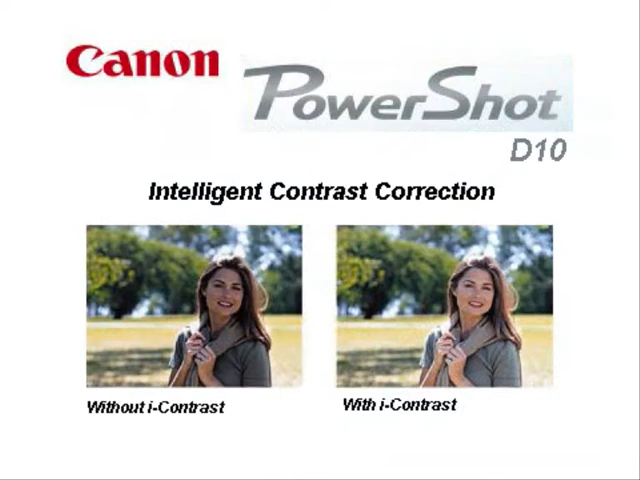 Canon
PowerShot
D10
Intelligent Contrast Correction
Without i-Contrast
With i-Contrast